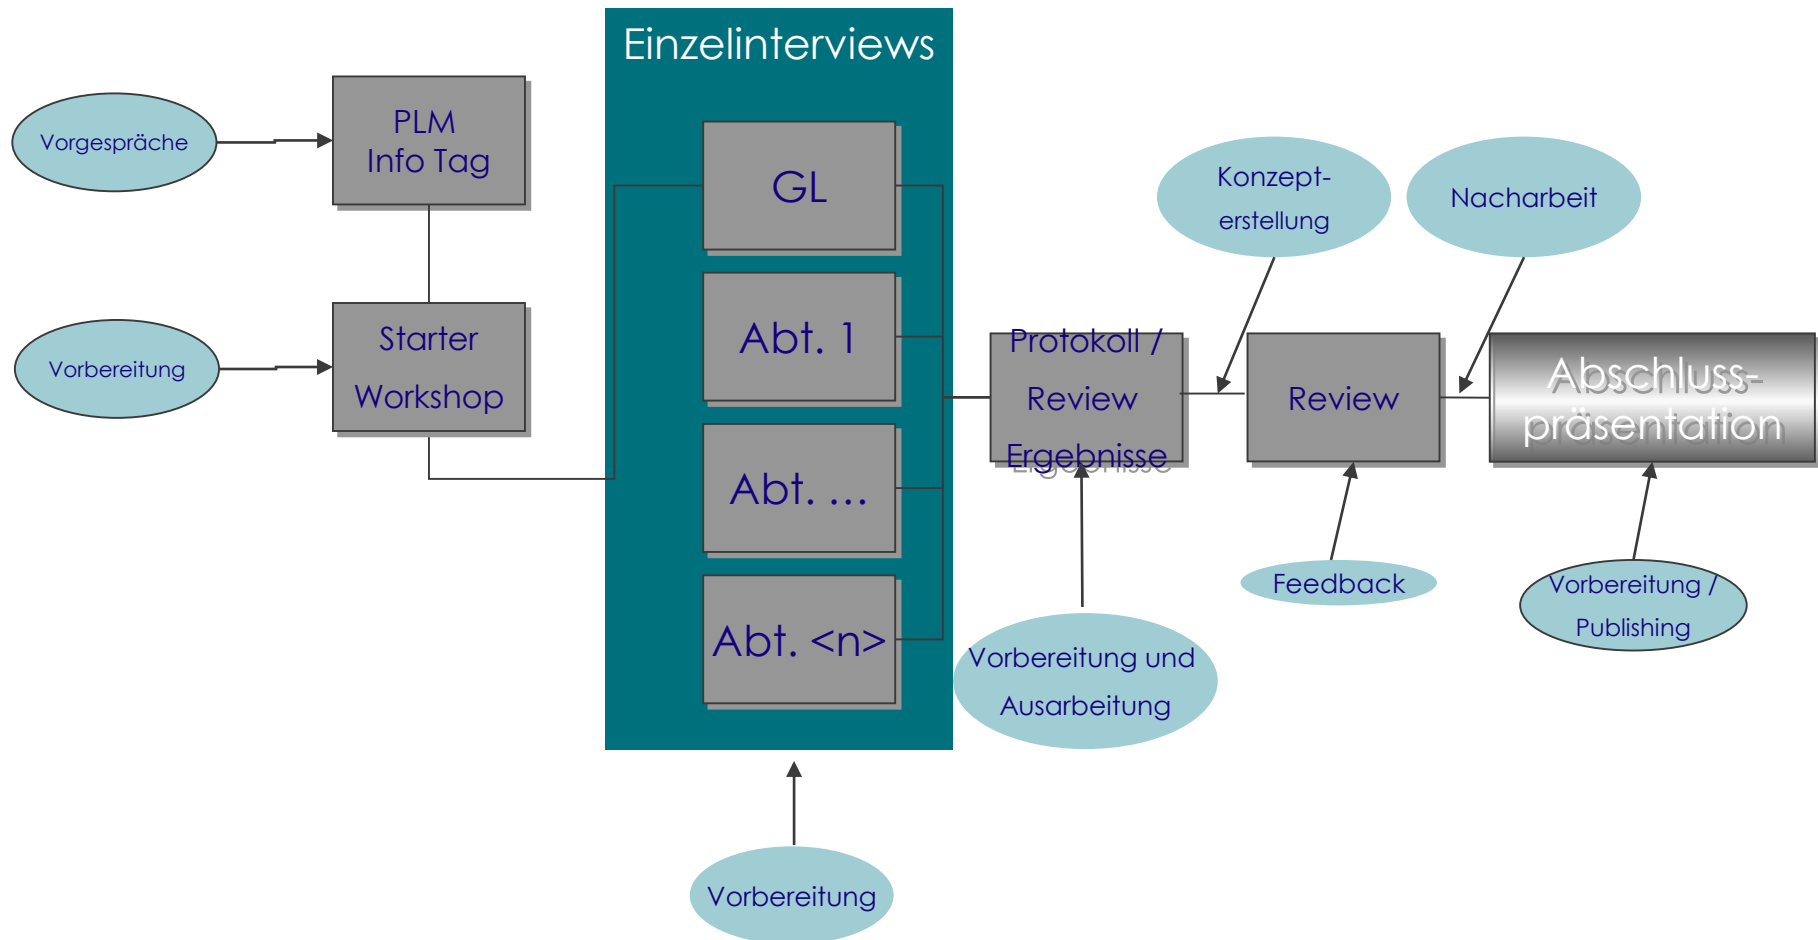 Einzelinterviews
Vorgespräche
PLM
Info Tag
Vorbereitung
Starter
Workshop
GL
Abt. 1
Abt. ...
Abt. <n>
Vorbereitung
Protokoll /
Review
Ergebnisse
Vorbereitung und
Ausarbeitung
Konzept-
erstellung
Review
Feedback
Nacharbeit
Abschluss-
präsentation
Vorbereitung /
Publishing